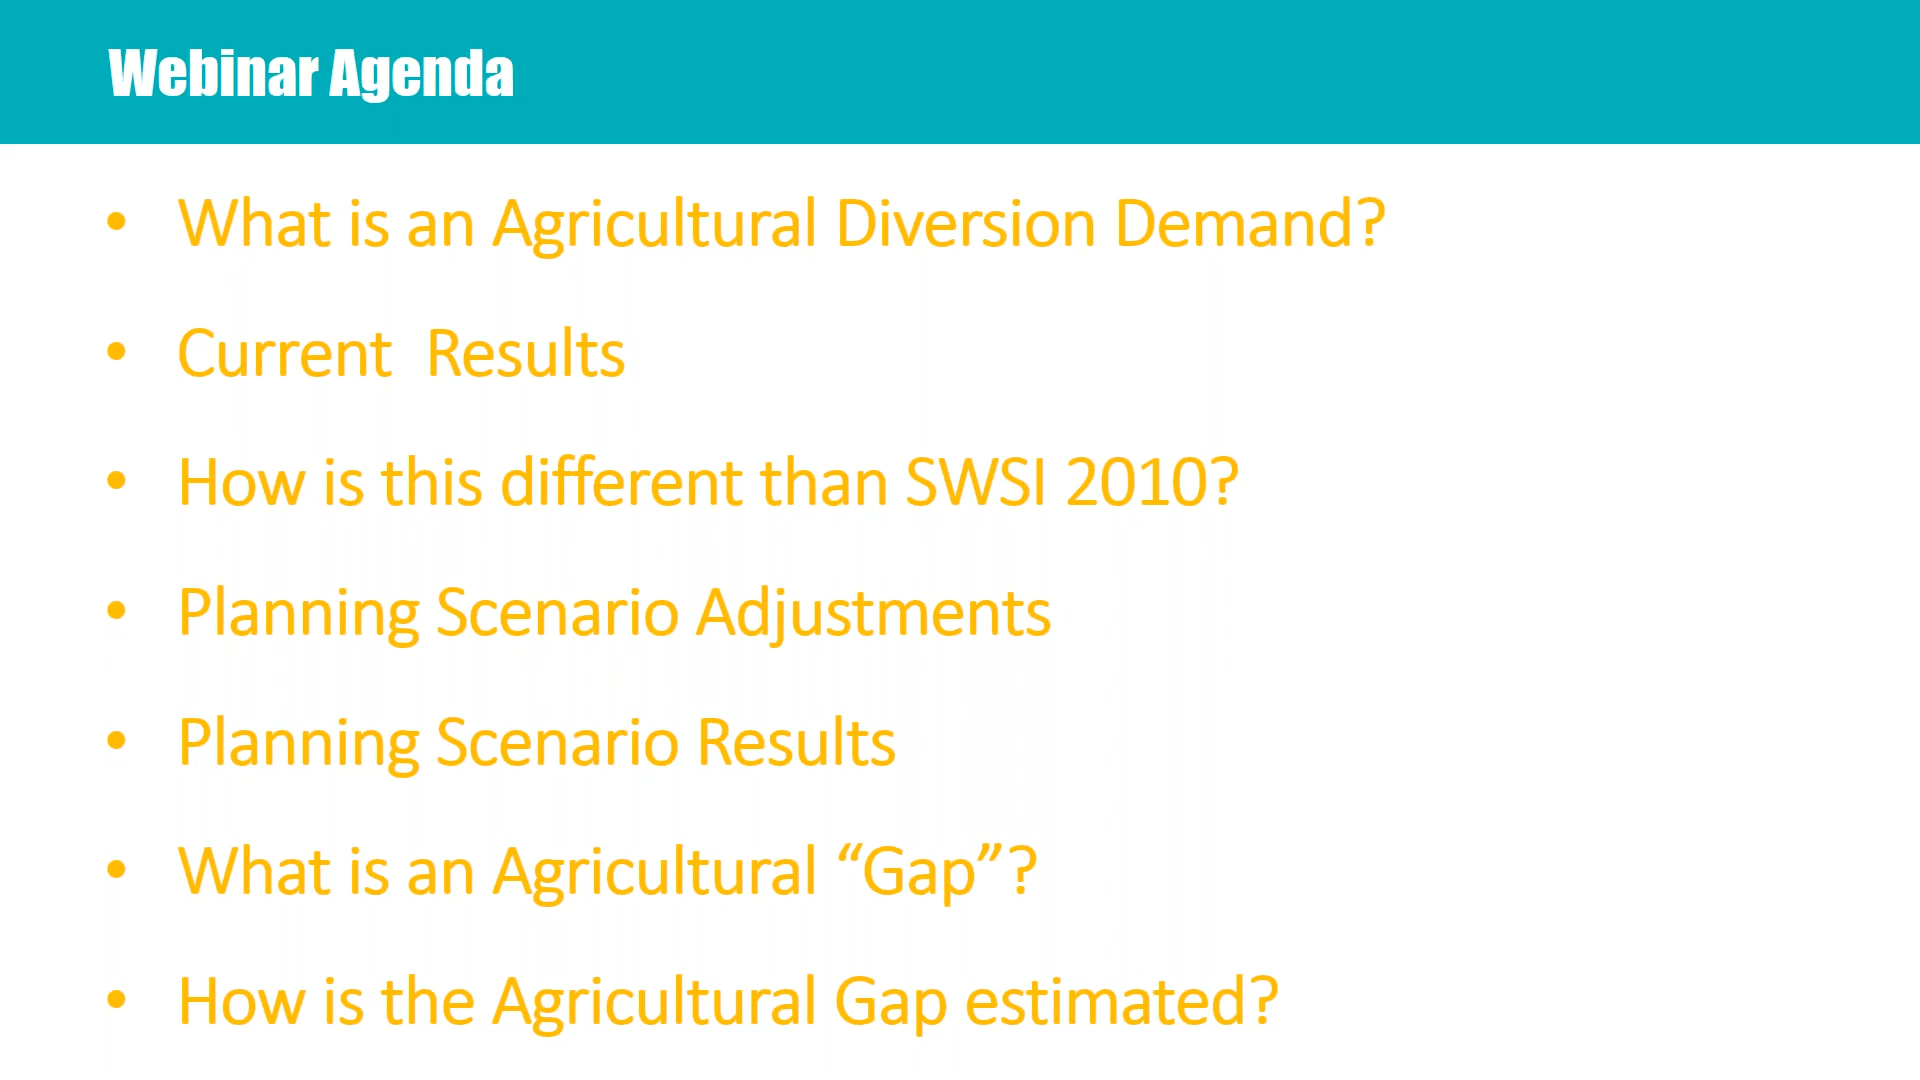 Webinar Agenda
• What is an Agricultural Diversion Demand?
• Current  Results
• How is this different than SWSI 2010?
• Planning Scenario Adjustments
• Planning Scenario Results
• What is an Agricultural “Gap”?
• How is the Agricultural Gap estimated?